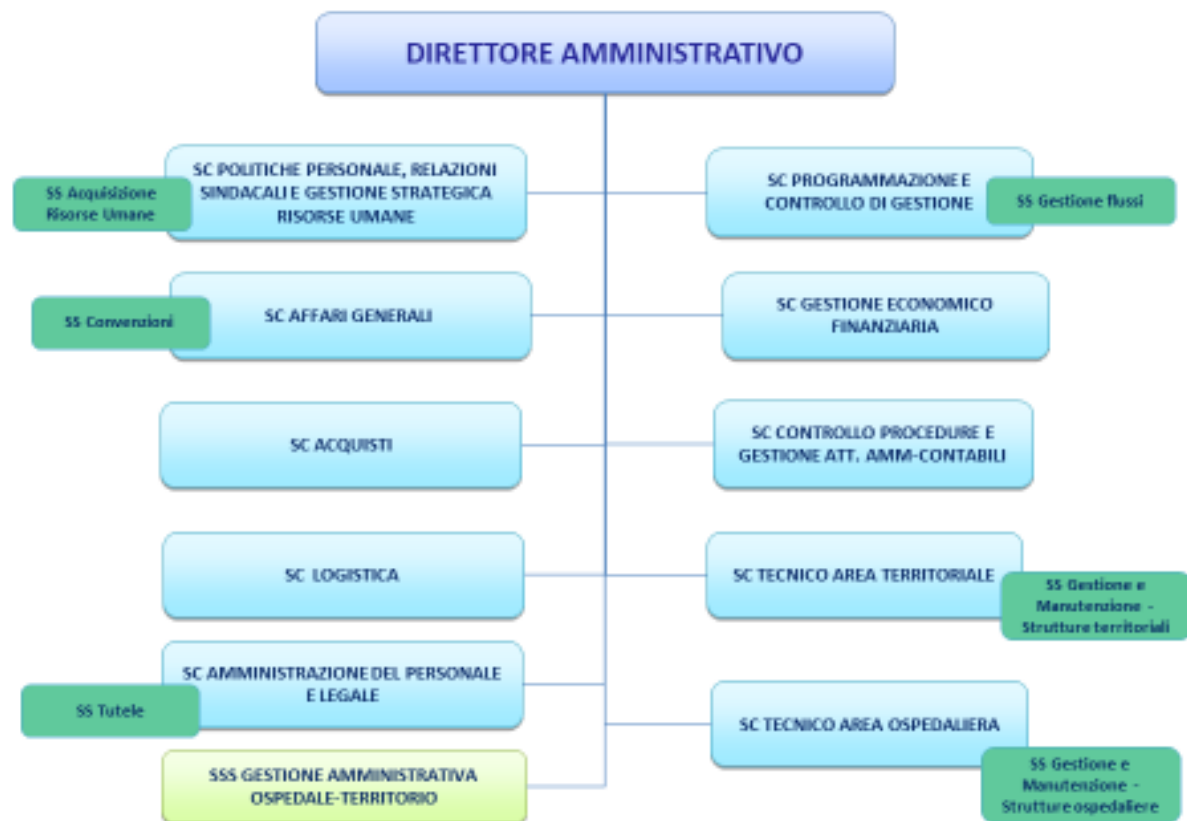 DIRETTORE AMMINISTRATIVO
SC POLITICHE PERSONALE, RELAZIONI
SINDACALI E GESTIONE STRATEGICA
RISORSE UMANE
SS Acquisizione
Risorse Umane
SC PROGRAMMAZIONE E
CONTROLLO DI GESTIONE
SS Gestione flussi
SC AFFARI GENERALI
SS Convenzioni
SC GESTIONE ECONOMICO
FINANZIARIA
SC ACQUISTI
SC CONTROLLO PROCEDURE E
GESTIONE ATT. AMM-CONTABILI
SC LOGISTICA
SC TECNICO AREA TERRITORIALE
SS Gestione e
Manutenzione -
Strutture territoriali
SC AMMINISTRAZIONE DEL PERSONALE
E LEGALE
SS Tutele
SC TECNICO AREA OSPEDALIERA
SS Gestione e
Manutenzione -
Strutture ospedaliere
SSS GESTIONE AMMINISTRATIVA
OSPEDALE-TERRITORIO